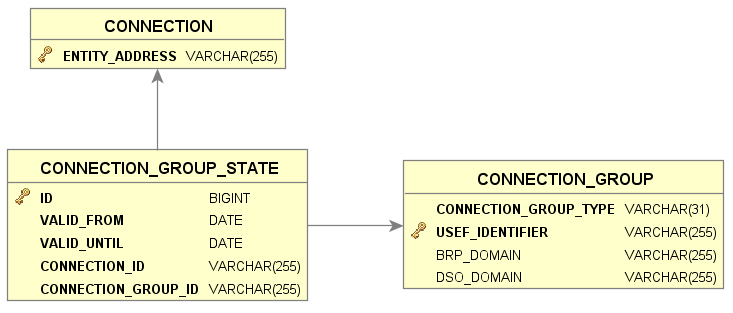 CONNECTION
ENTITY_ADDRESS VARCHAR(255)
CONNECTION_GROUP_STATE
ID BIGINT
VALID_FROM DATE
VALID_UNTIL DATE
CONNECTION_ID VARCHAR(255)
CONNECTION_GROUP_ID VARCHAR(255)
CONNECTION_GROUP
CONNECTION_GROUP_TYPE VARCHAR(31)
USEF_IDENTIFIER VARCHAR(255)
BRP_DOMAIN VARCHAR(255)
DSO_DOMAIN VARCHAR(255)